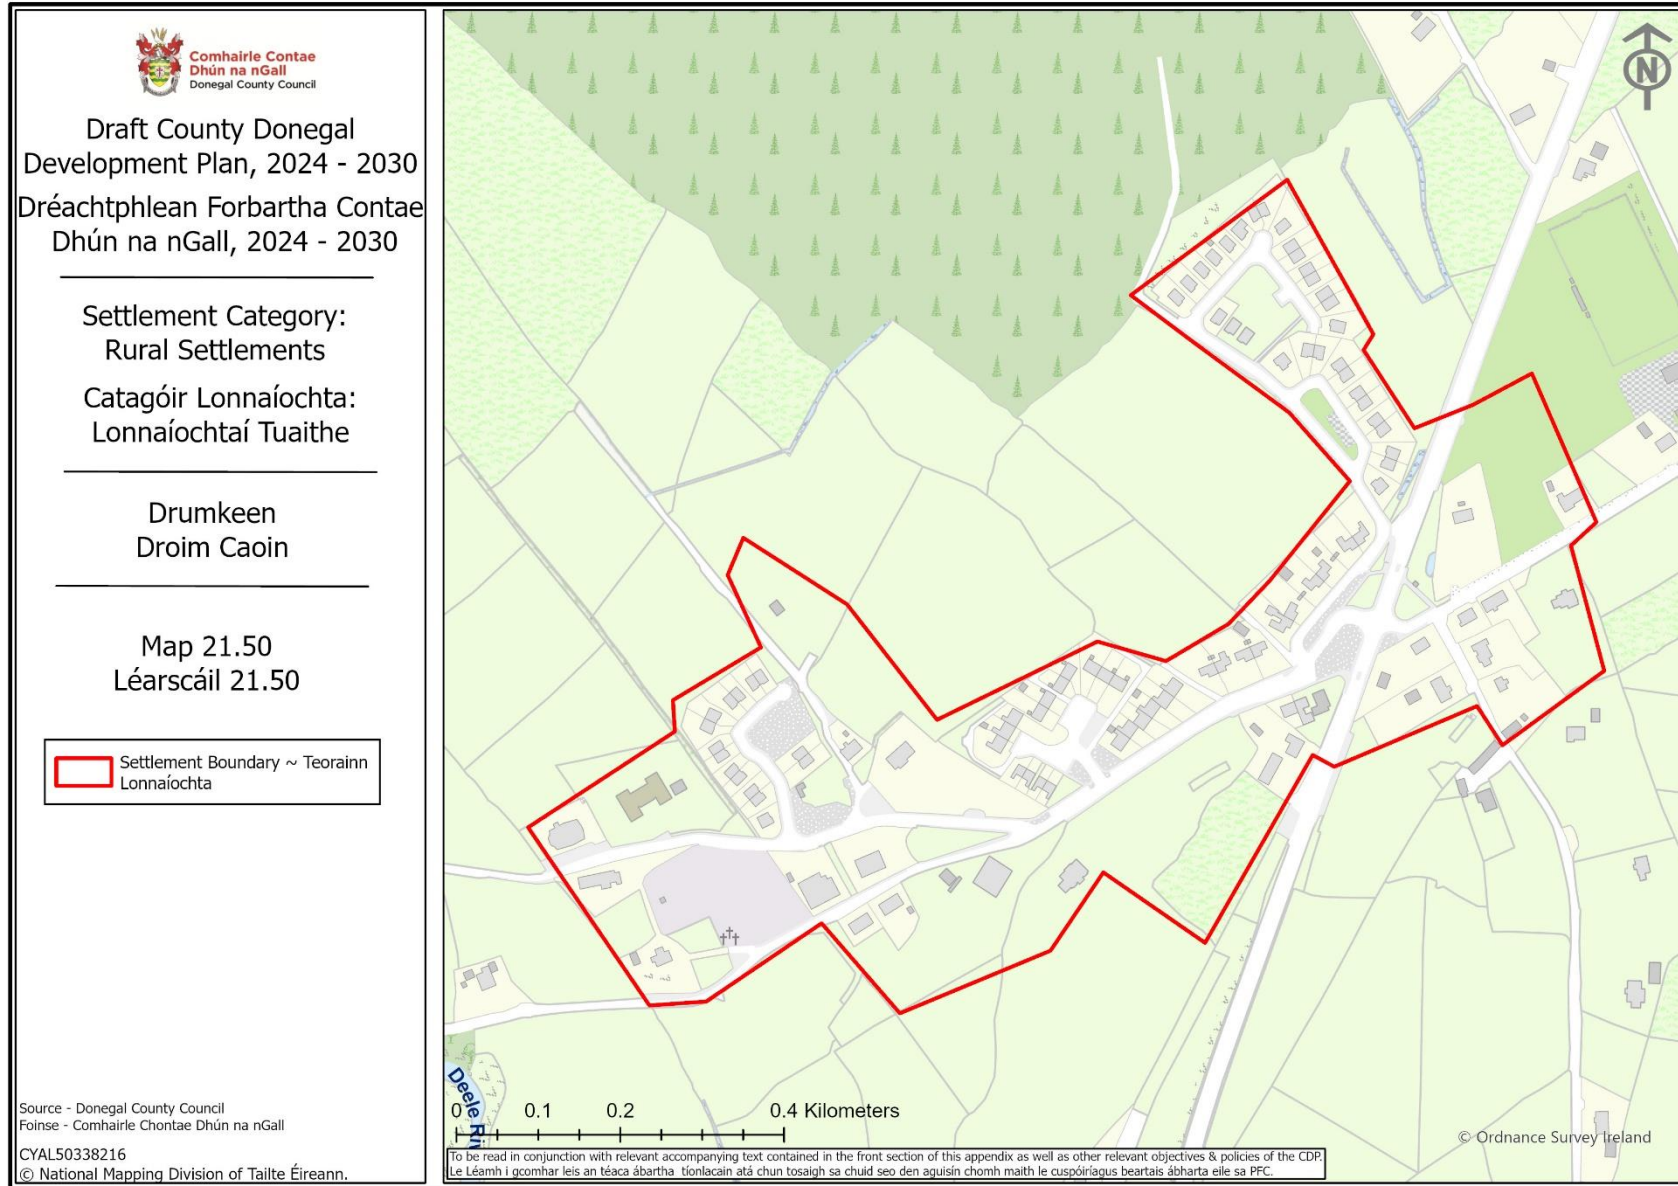 Comhairle Contae
Dhún na nGall
Donegal County Council
Draft County Donegal
Development Plan, 2024 - 2030
Dréachtphlean Forbartha Contae
Dhún na nGall, 2024 - 2030
Settlement Category:
Rural Settlements
Catagóir Lonnaíochta:
Lonnaíochtaí Tuaithe
Drumkeen
Droim Caoin
Map 21.50
Léarscáil 21.50
Settlement Boundary ~ Teorainn
Lonnaíochta
Source - Donegal County Council
Foinse - Comhairle Chontae Dhún na nGall
CYAL50338216
© National Mapping Division of Tailte Éireann.
N
Deele Riv
0 0.1 0.2 0.4 Kilometers
© Ordnance Survey Ireland
To be read in conjunction with relevant accompanying text contained in the front section of this appendix as well as other relevant objectives & policies of the CDP.
Le Léamh i gcomhar leis an téaca ábartha tíonlacain atá chun tosaigh sa chuid seo den aguisín chomh maith le cuspóiríagus beartais ábharta eile sa PFC.